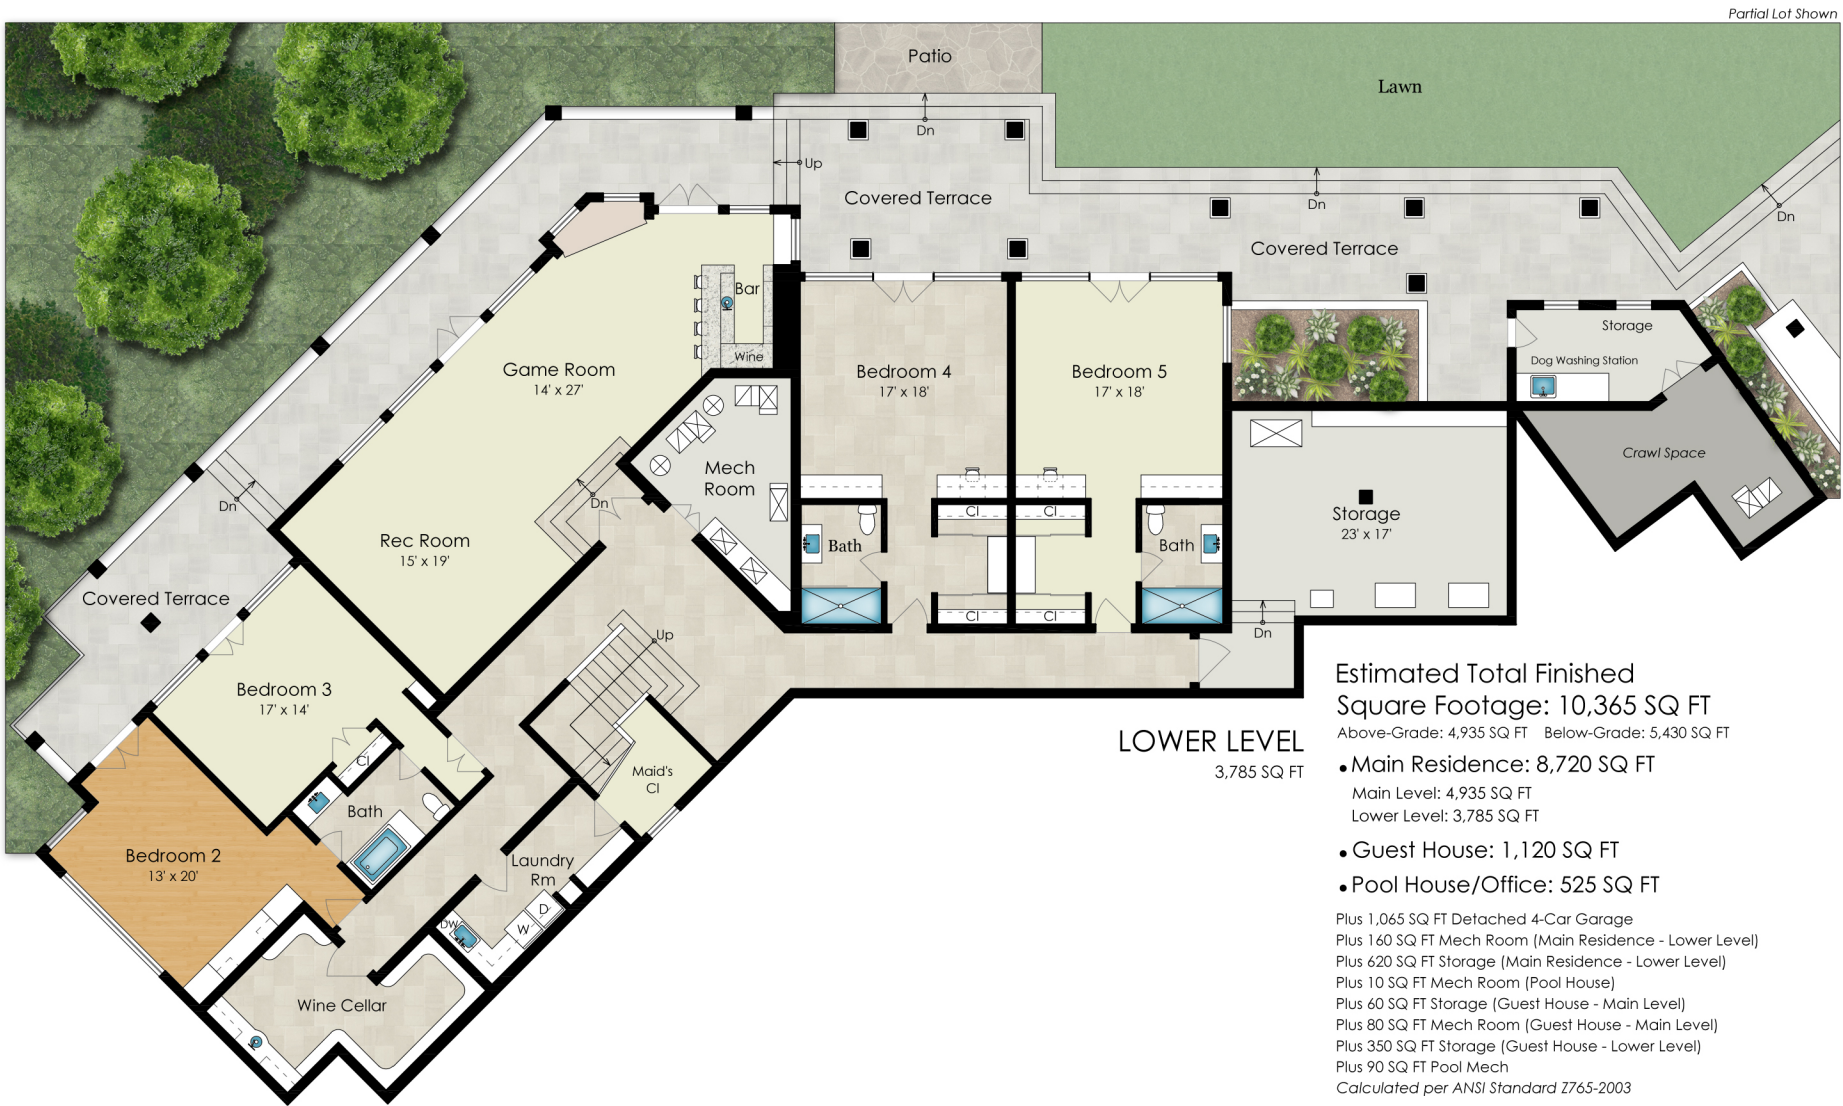 Partial Lot Shown
Patio
Lawn
Dn
Up
Covered Terrace
Dn
Dn
Covered Terrace
Bar
Wine
Storage
Dog Washing Station
Game Room
14' x 27'
Bedroom 4
17' x 18'
Bedroom 5
17' x 18'
Crawl Space
Mech
Room
Dn
Dn
Cl
Cl
Storage
23' x 17'
Rec Room
15' x 19'
Bath
Bath
Covered Terrace
Cl
Cl
Dn
Up
Bedroom 3
17' x 14'
Cl
Maid's
Cl
Bath
Bedroom 2
13' x 20'
Laundry
Rm
D
W
DW
Wine Cellar
LOWER LEVEL
3,785 SQ FT
Estimated Total Finished
Square Footage: 10,365 SQ FT
Above-Grade: 4,935 SQ FT Below-Grade: 5,430 SQ FT
• Main Residence: 8,720 SQ FT
Main Level: 4,935 SQ FT
Lower Level: 3,785 SQ FT
• Guest House: 1,120 SQ FT
• Pool House/Office: 525 SQ FT
Plus 1,065 SQ FT Detached 4-Car Garage
Plus 160 SQ FT Mech Room (Main Residence - Lower Level)
Plus 620 SQ FT Storage (Main Residence - Lower Level)
Plus 10 SQ FT Mech Room (Pool House)
Plus 60 SQ FT Storage (Guest House - Main Level)
Plus 80 SQ FT Mech Room (Guest House - Main Level)
Plus 350 SQ FT Storage (Guest House - Lower Level)
Plus 90 SQ FT Pool Mech
Calculated per ANSI Standard Z765-2003